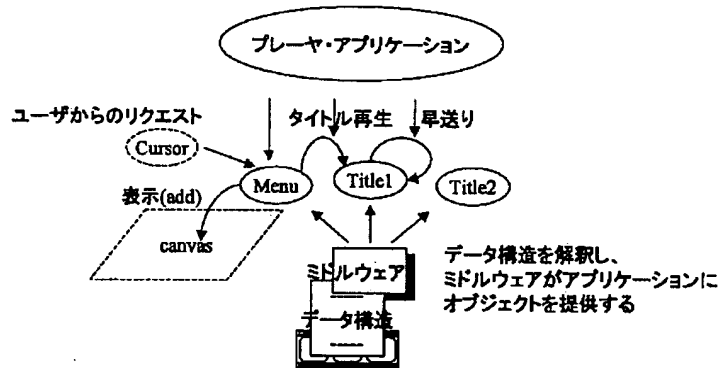 プレーヤ・アプリケーション
ユーザからのリクエスト
タイトル再生
早送り
Cursor
Menu
Title1
Title2
表示(add)
canvas
ミドルウェア
データ構造
データ構造を解釈し、
ミドルウェアがアプリケーションに
オブジェクトを提供する